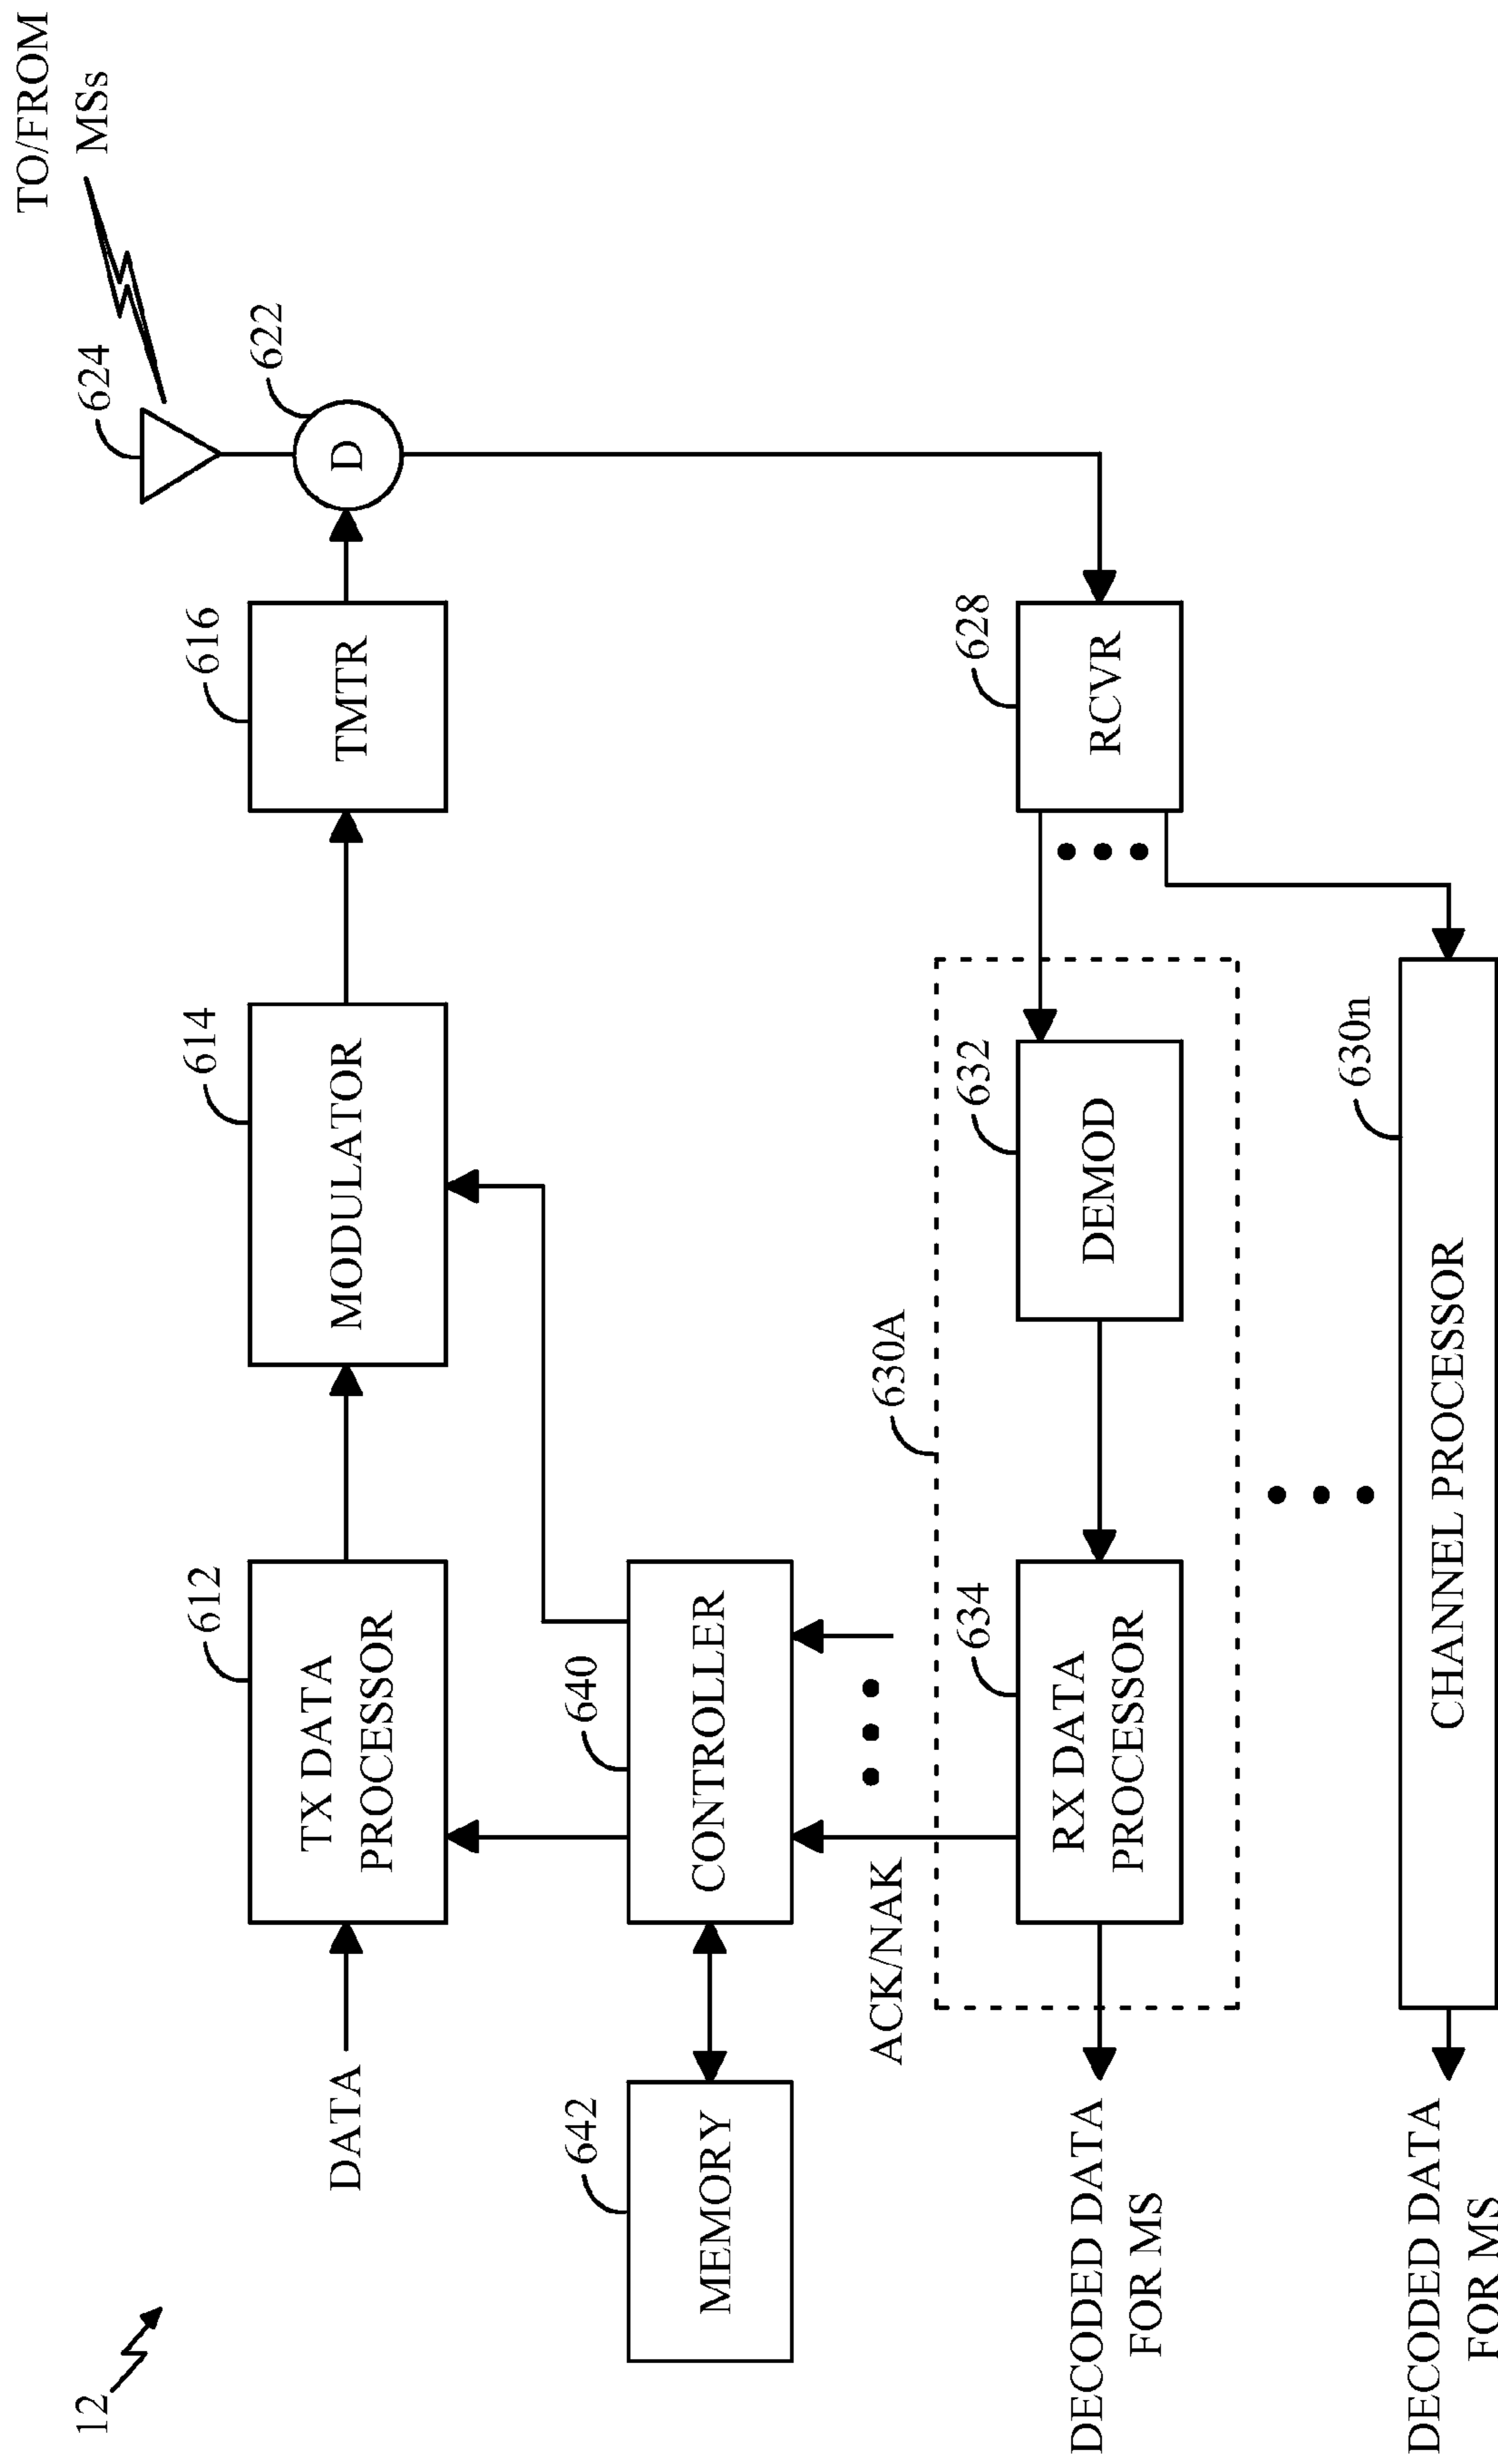 12
TO/FROM
MSs
624
622
612
614
616
DATA
TX DATA
PROCESSOR
MODULATOR
TMTR
D
642
640
MEMORY
CONTROLLER
ACK/NAK
630A
634
632
628
RX DATA
PROCESSOR
DEMOD
RCVR
DECODED DATA
FOR MS
630n
CHANNEL PROCESSOR
DECODED DATA
FOR MS